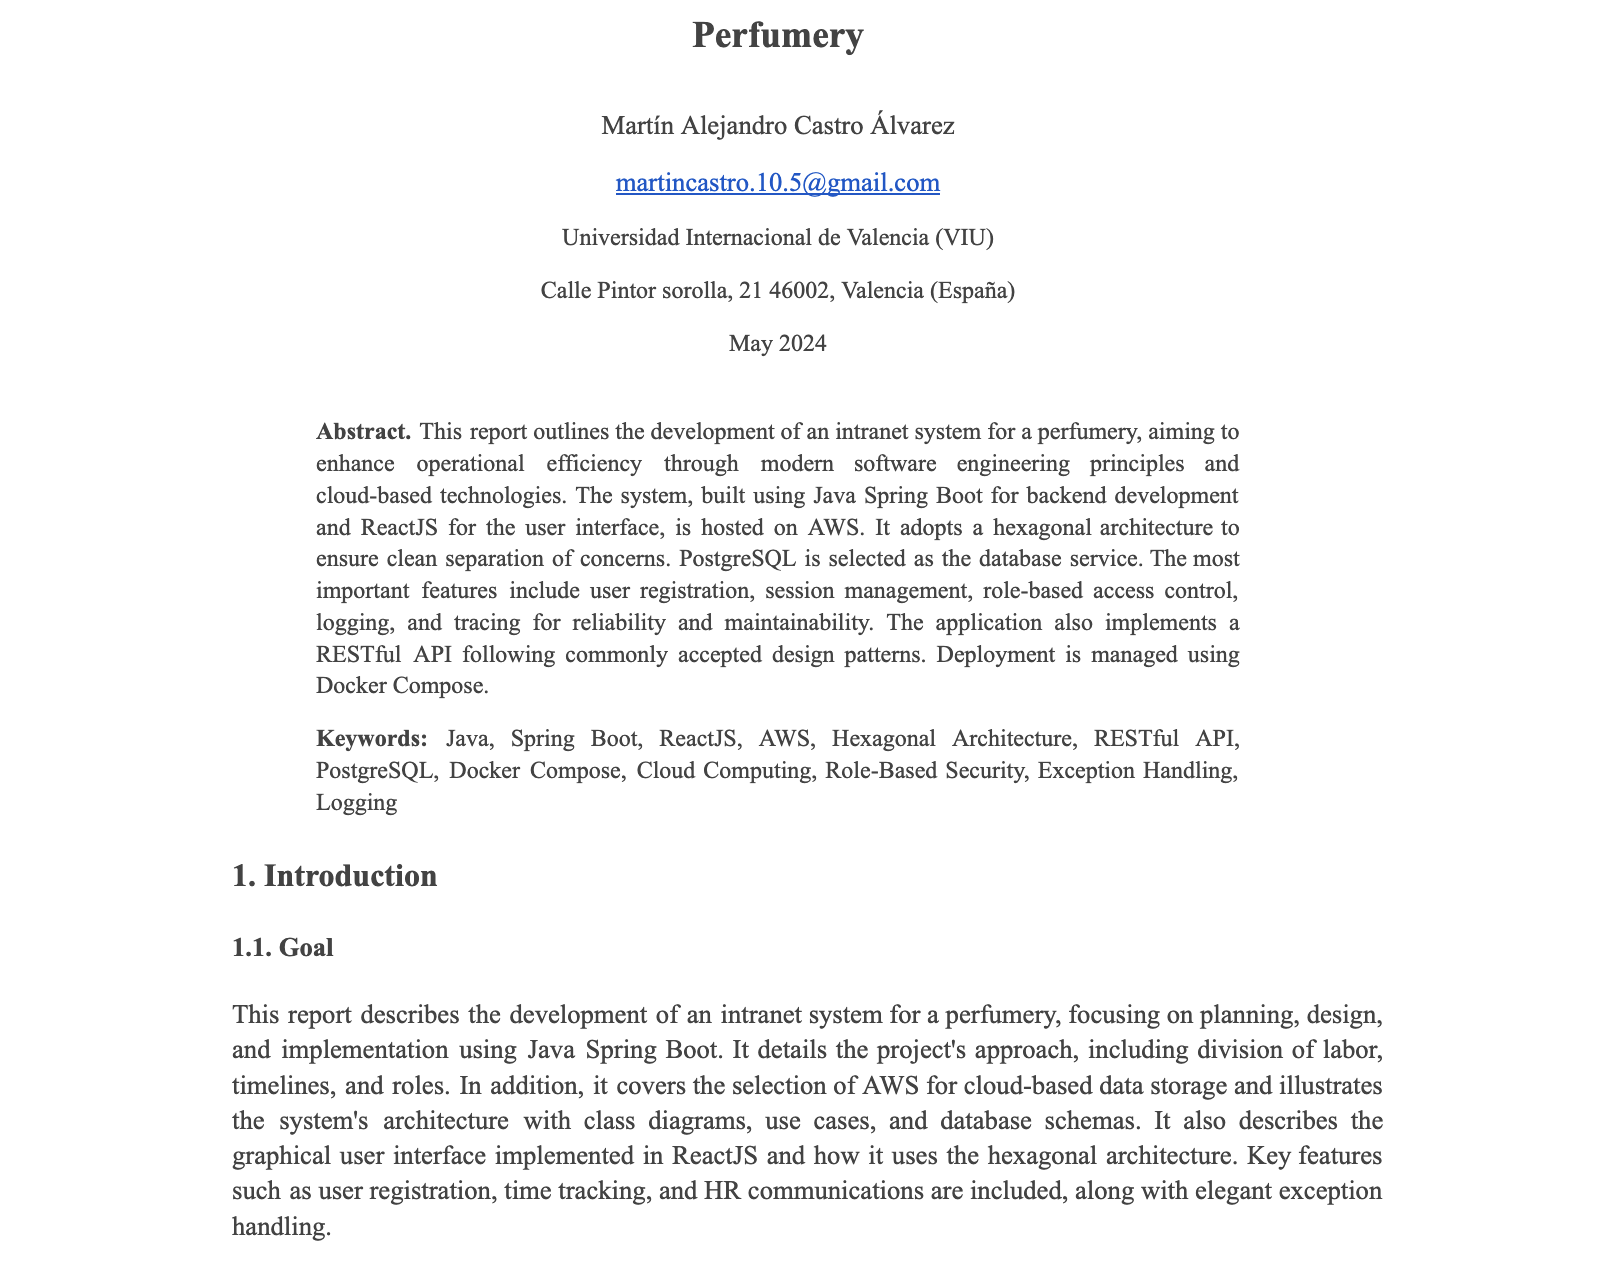 Perfumery
Martín Alejandro Castro Álvarez
martincastro.10.5@gmail.com
Universidad Internacional de Valencia (VIU)
Calle Pintor sorolla, 21 46002, Valencia (España)
May 2024
Abstract. This report outlines the development of an intranet system for a perfumery, aiming to
enhance operational efficiency through modern software engineering principles and
cloud-based technologies. The system, built using Java Spring Boot for backend development
and ReactJS for the user interface, is hosted on AWS. It adopts a hexagonal architecture to
ensure clean separation of concerns. PostgreSQL is selected as the database service. The most
important features include user registration, session management, role-based access control,
logging, and tracing for reliability and maintainability. The application also implements a
RESTful API following commonly accepted design patterns. Deployment is managed using
Docker Compose.
Keywords: Java, Spring Boot, ReactJS, AWS, Hexagonal Architecture, RESTful API,
PostgreSQL, Docker Compose, Cloud Computing, Role-Based Security, Exception Handling,
Logging
1. Introduction
1.1. Goal
This report describes the development of an intranet system for a perfumery, focusing on planning, design,
and implementation using Java Spring Boot. It details the project's approach, including division of labor,
timelines, and roles. In addition, it covers the selection of AWS for cloud-based data storage and illustrates
the system's architecture with class diagrams, use cases, and database schemas. It also describes the
graphical user interface implemented in ReactJS and how it uses the hexagonal architecture. Key features
such as user registration, time tracking, and HR communications are included, along with elegant exception
handling.